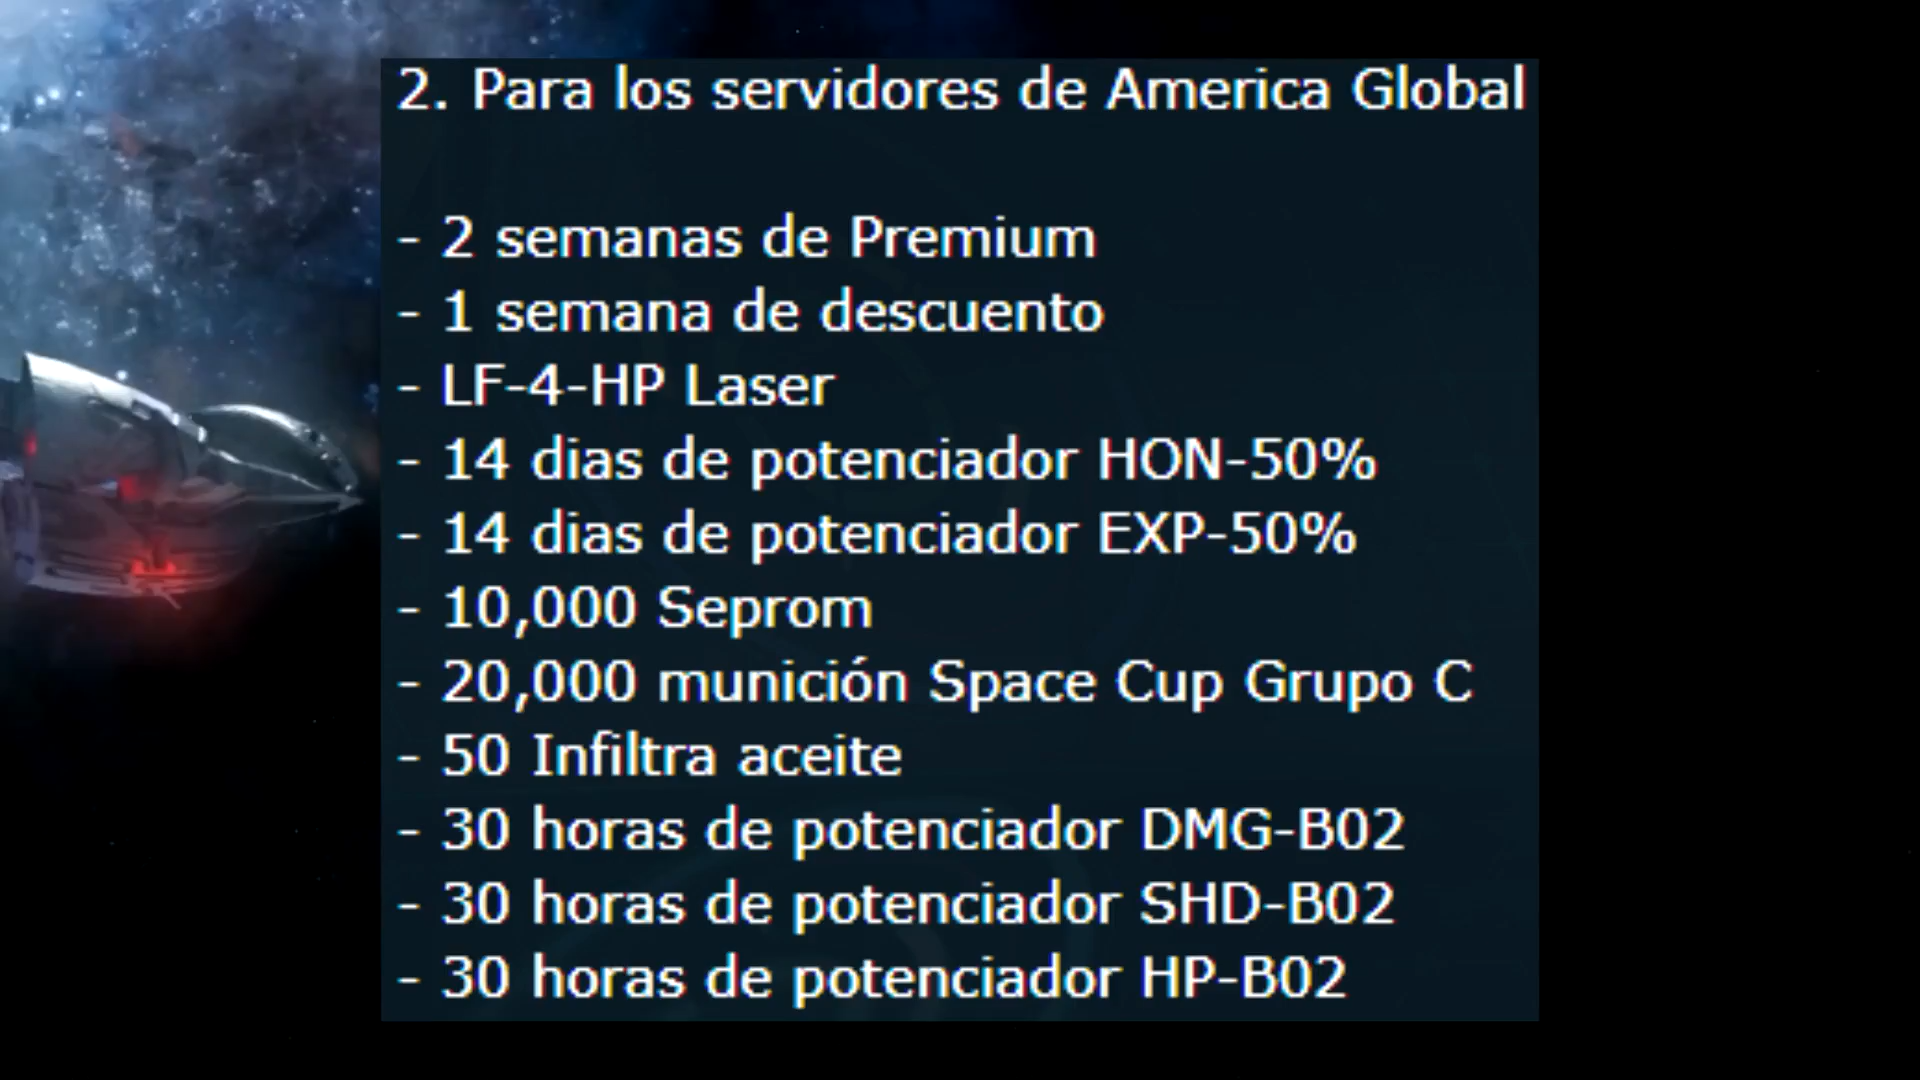 2. Para los servidores de America Global
- 2 semanas de Premium
- 1 semana de descuento
- LF-4-HP Laser
- 14 dias de potenciador HON-50%
- 14 dias de potenciador EXP-50%
- 10,000 Seprom
- 20,000 munición Space Cup Grupo C
- 50 Infiltra aceite
- 30 horas de potenciador DMG-B02
- 30 horas de potenciador SHD-B02
- 30 horas de potenciador HP-B02